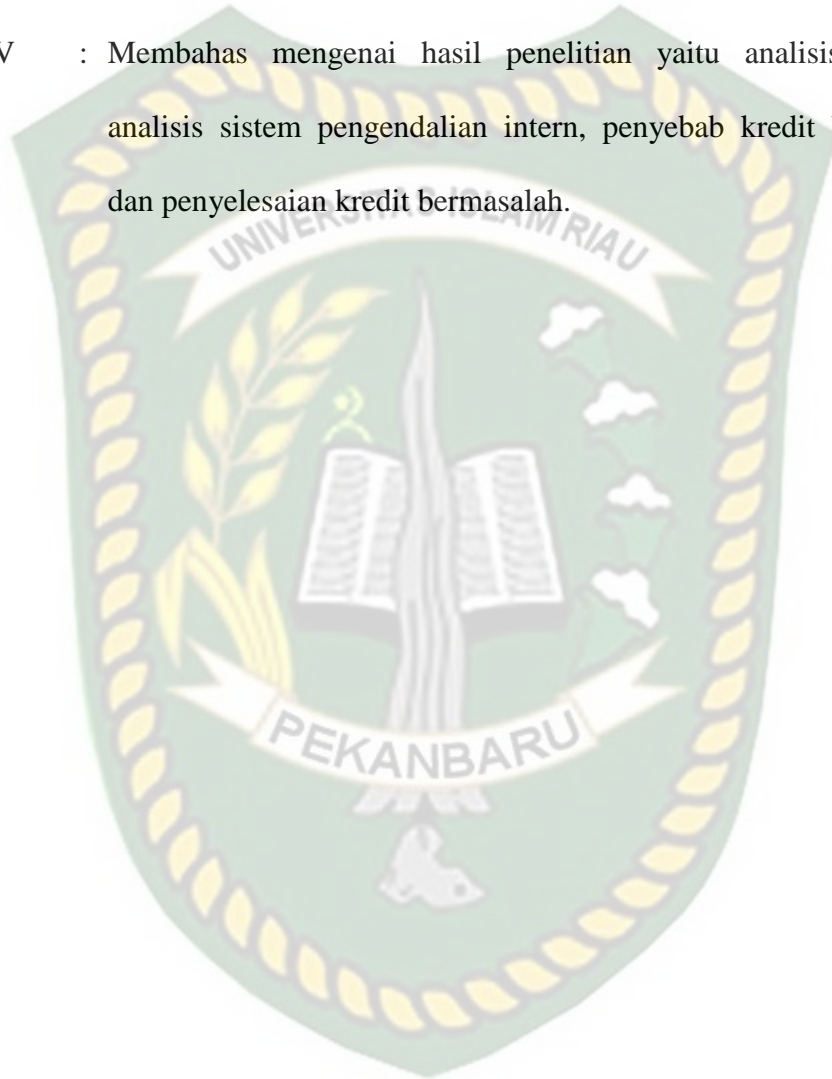 V : Membahas mengenai hasil penelitian yaitu analisis
analisis sistem pengendalian intern, penyebab kredit
dan penyelesaian kredit bermasalah.
UNIVERSITAS ISLAM RIAU
PEKANBARU